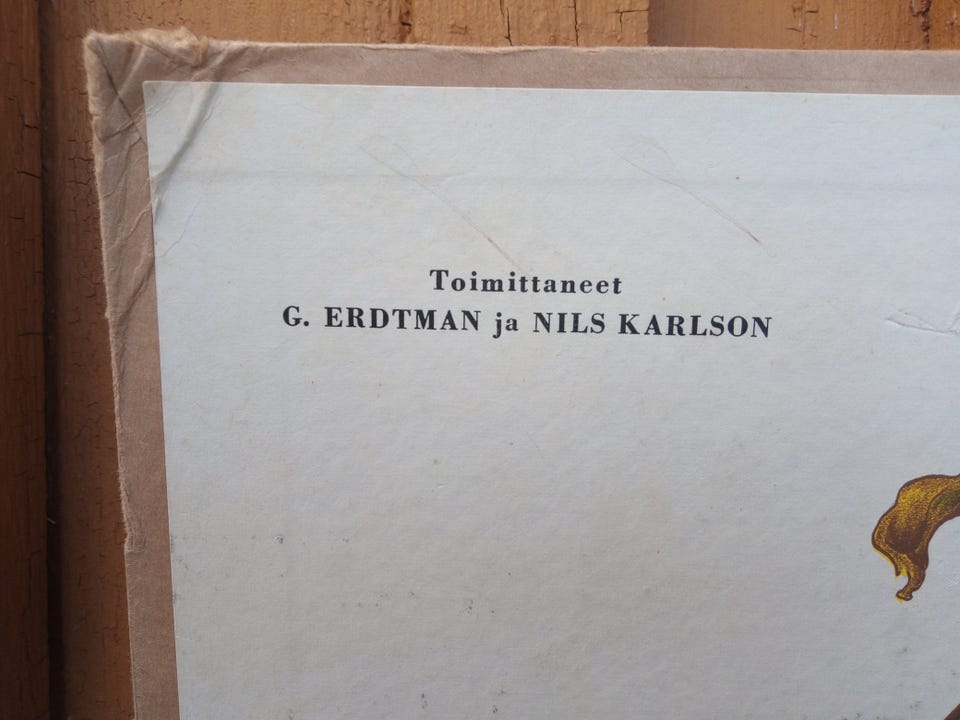 Toimittaneet
G. ERDTMAN ja NILS KARLSON